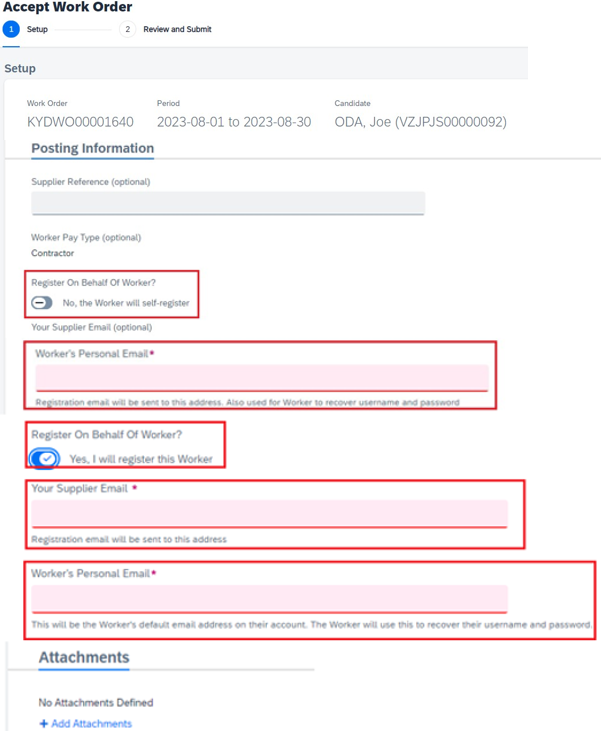 Accept Work Order
1 Setup 2 Review and Submit
Setup
Work Order Period Candidate
KYDWO00001640 2023-08-01 to 2023-08-30 ODA, Joe (VZJPJS00000092)
Posting Information
Supplier Reference (optional)
Worker Pay Type (optional)
Contractor
Register On Behalf Of Worker?
No, the Worker will self-register
Your Supplier Email (optional)
Worker's Personal Email*
Registration email will be sent to this address. Also used for Worker to recover username and password
Register On Behalf Of Worker?
Yes, I will register this Worker
Your Supplier Email *
Registration email will be sent to this address
Worker's Personal Email*
This will be the Worker's default email address on their account. The Worker will use this to recover their username and password.
Attachments
No Attachments Defined
+ Add Attachments